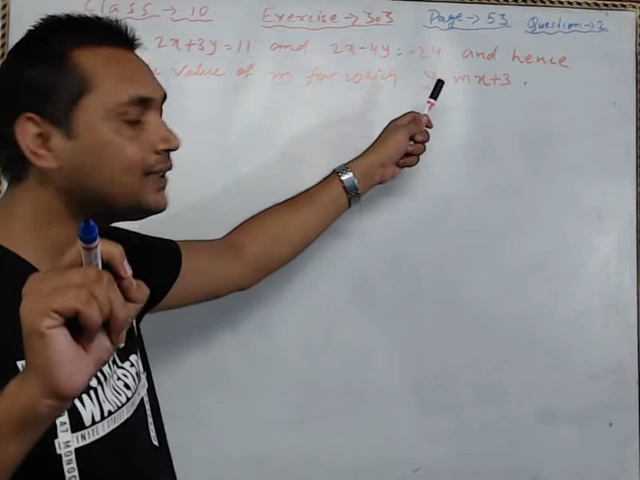 Class → 10 Exercise → 3.3 Page → 53 Question → 2
2x+3y=11 and 2x-4y=-24 and hence
value of m for which y mx+3.
WANDERER